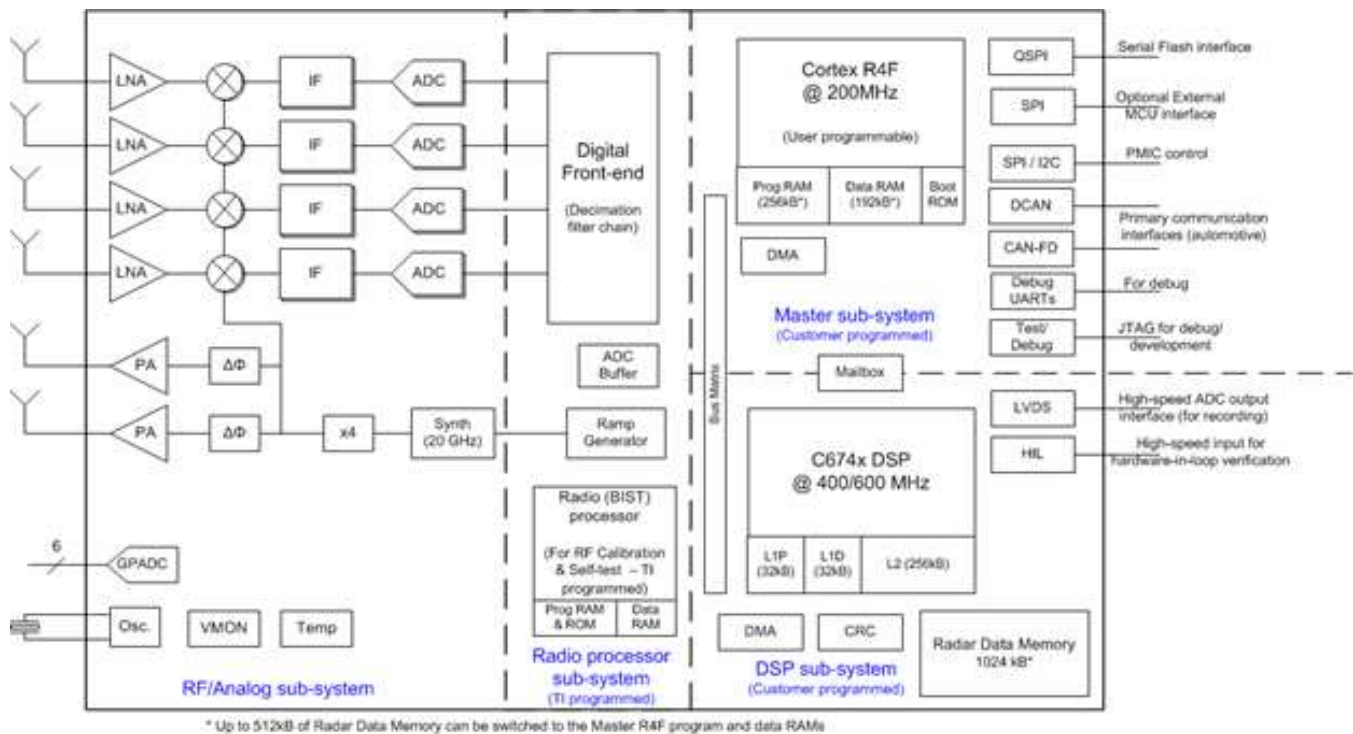 LNA
IF
ADC
LNA
IF
ADC
LNA
IF
ADC
LNA
IF
ADC
PA
ΔΦ
PA
ΔΦ
x4
Synth
(20 GHz)
6
GPADC
Osc.
VMON
Temp
RF/Analog sub-system
Digital
Front-end
(Decimation
filter chain)
ADC
Buffer
Ramp
Generator
Radio (BIST)
processor
(For RF Calibration
& Self-test – TI
programmed)
Prog RAM
& ROM
Data
RAM
Radio processor
sub-system
(TI programmed)
Bus Matrix
Cortex R4F
@ 200MHz
(User programmable)
Prog RAM
(256kB*)
Data RAM
(192kB*)
Boot
ROM
DMA
Master sub-system
(Customer programmed)
Mailbox
C674x DSP
@ 400/600 MHz
L1P
(32kB)
L1D
(32kB)
L2 (256kB)
DMA
CRC
DSP sub-system
(Customer programmed)
Radar Data Memory
1024 kB*
QSPI
Serial Flash interface
SPI
Optional External
MCU interface
SPI / I2C
PMIC control
DCAN
CAN-FD
Primary communication
interfaces (automotive)
Debug
UARTs
For debug
Test/
Debug
JTAG for debug/
development
LVDS
High-speed ADC output
interface (for recording)
HIL
High-speed input for
hardware-in-loop verification
* Up to 512kB of Radar Data Memory can be switched to the Master R4F program and data RAMs